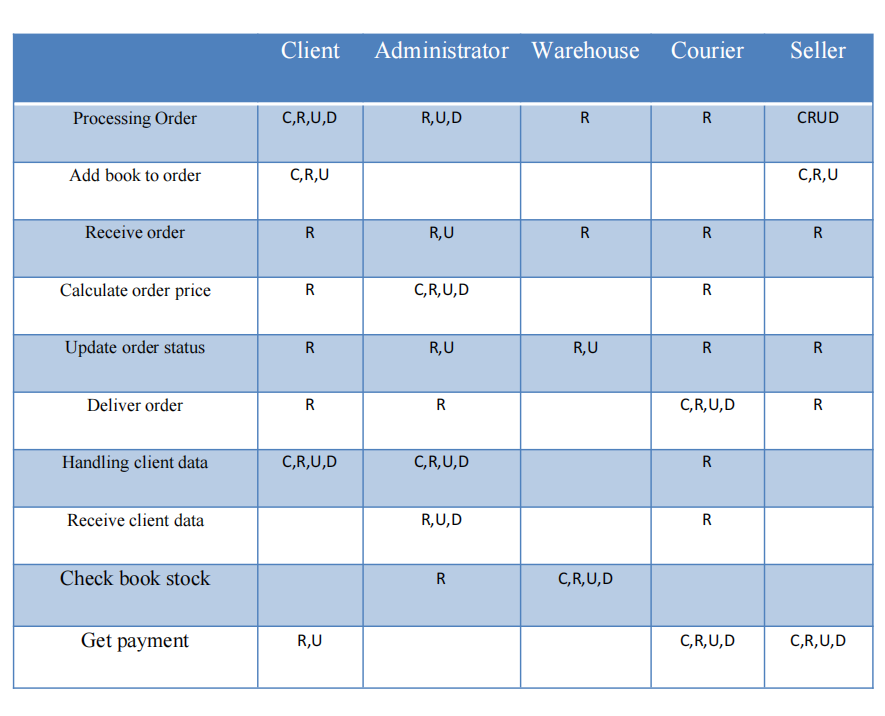 Client Administrator Warehouse Courier Seller
Processing Order C,R,U,D R,U,D R R CRUD
Add book to order C,R,U C,R,U
Receive order R R,U R R R
Calculate order price R C,R,U,D R
Update order status R R,U R,U R R
Deliver order R R C,R,U,D R
Handling client data C,R,U,D C,R,U,D R
Receive client data R,U,D R
Check book stock R C,R,U,D
Get payment R,U C,R,U,D C,R,U,D